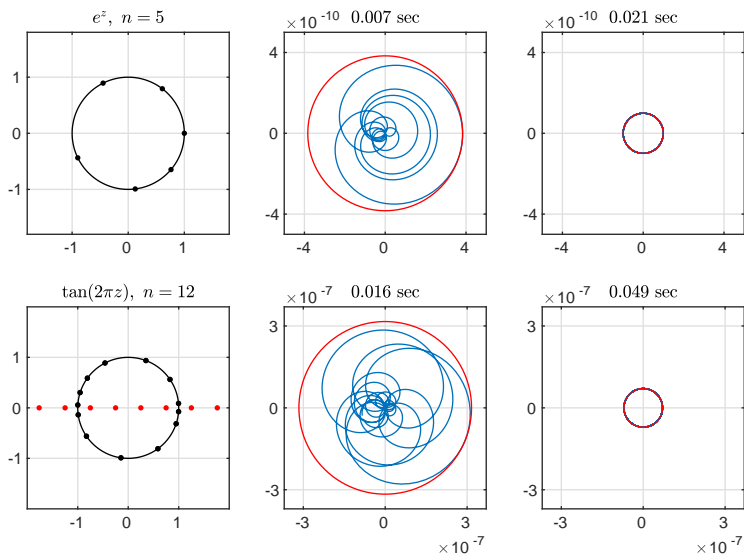 e^z, n = 5
×10^-10 0.007 sec
×10^-10 0.021 sec
1
0
-1
-1 0 1
4
0
-4
-4 0 4
4
0
-4
-4 0 4
tan(2πz), n = 12
×10^-7 0.016 sec
×10^-7 0.049 sec
1
0
-1
-1 0 1
3
0
-3
-3 0 3
×10^-7
3
0
-3
-3 0 3
×10^-7